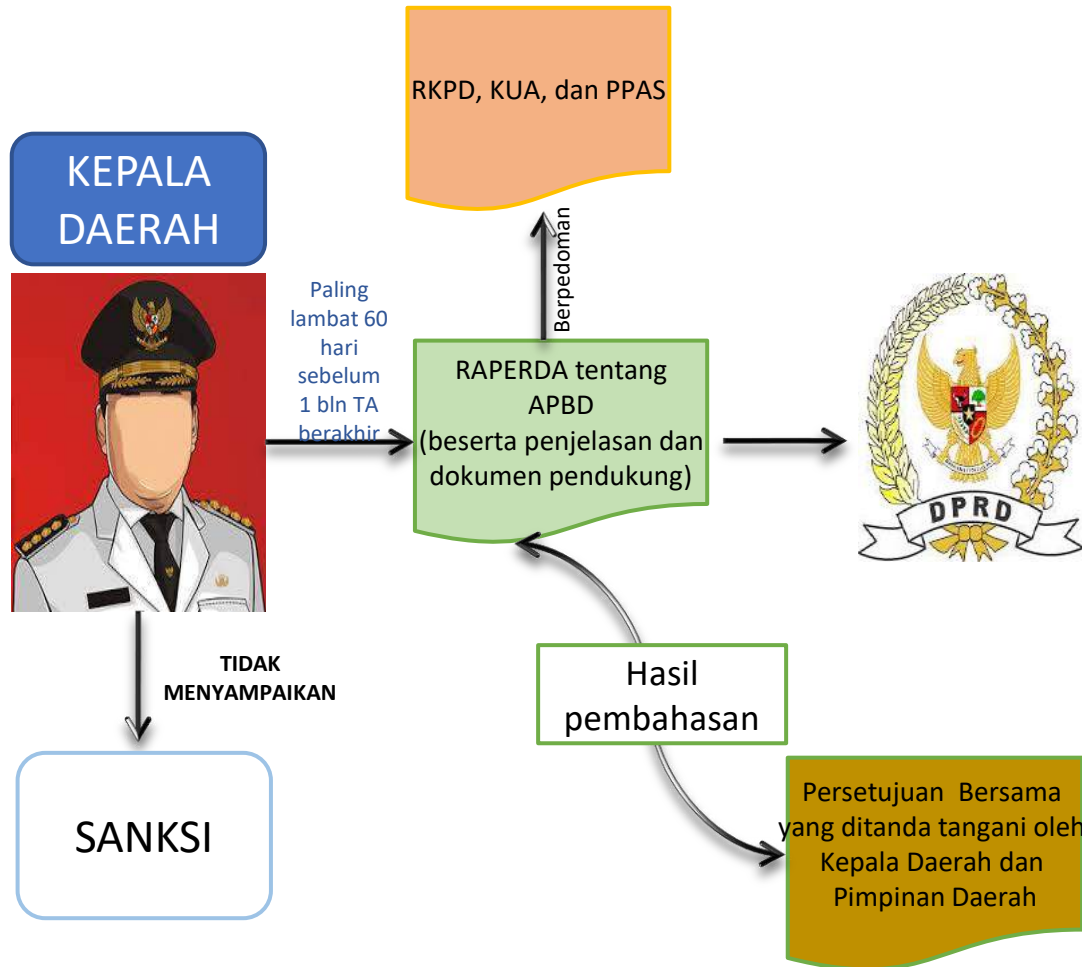 RKPD, KUA, dan PPAS
KEPALA
DAERAH
Berpedoman
Paling
lambat 60
hari
sebelum
1 bln TA
berakhir
RAPERDA tentang
APBD
(beserta penjelasan dan
dokumen pendukung)
DPRD
TIDAK
MENYAMPAIKAN
Hasil
pembahasan
SANKSI
Persetujuan Bersama
yang ditanda tangani oleh
Kepala Daerah dan
Pimpinan Daerah